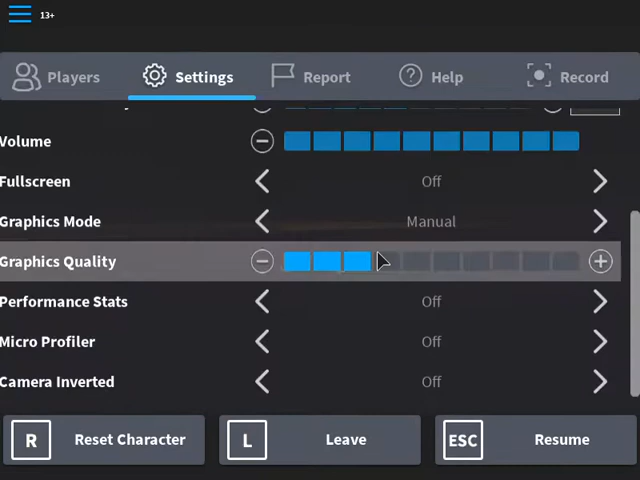 13+
Players Settings Report Help Record
Volume
Fullscreen Off
Graphics Mode Manual
Graphics Quality
Performance Stats Off
Micro Profiler Off
Camera Inverted Off
R Reset Character L Leave ESC Resume